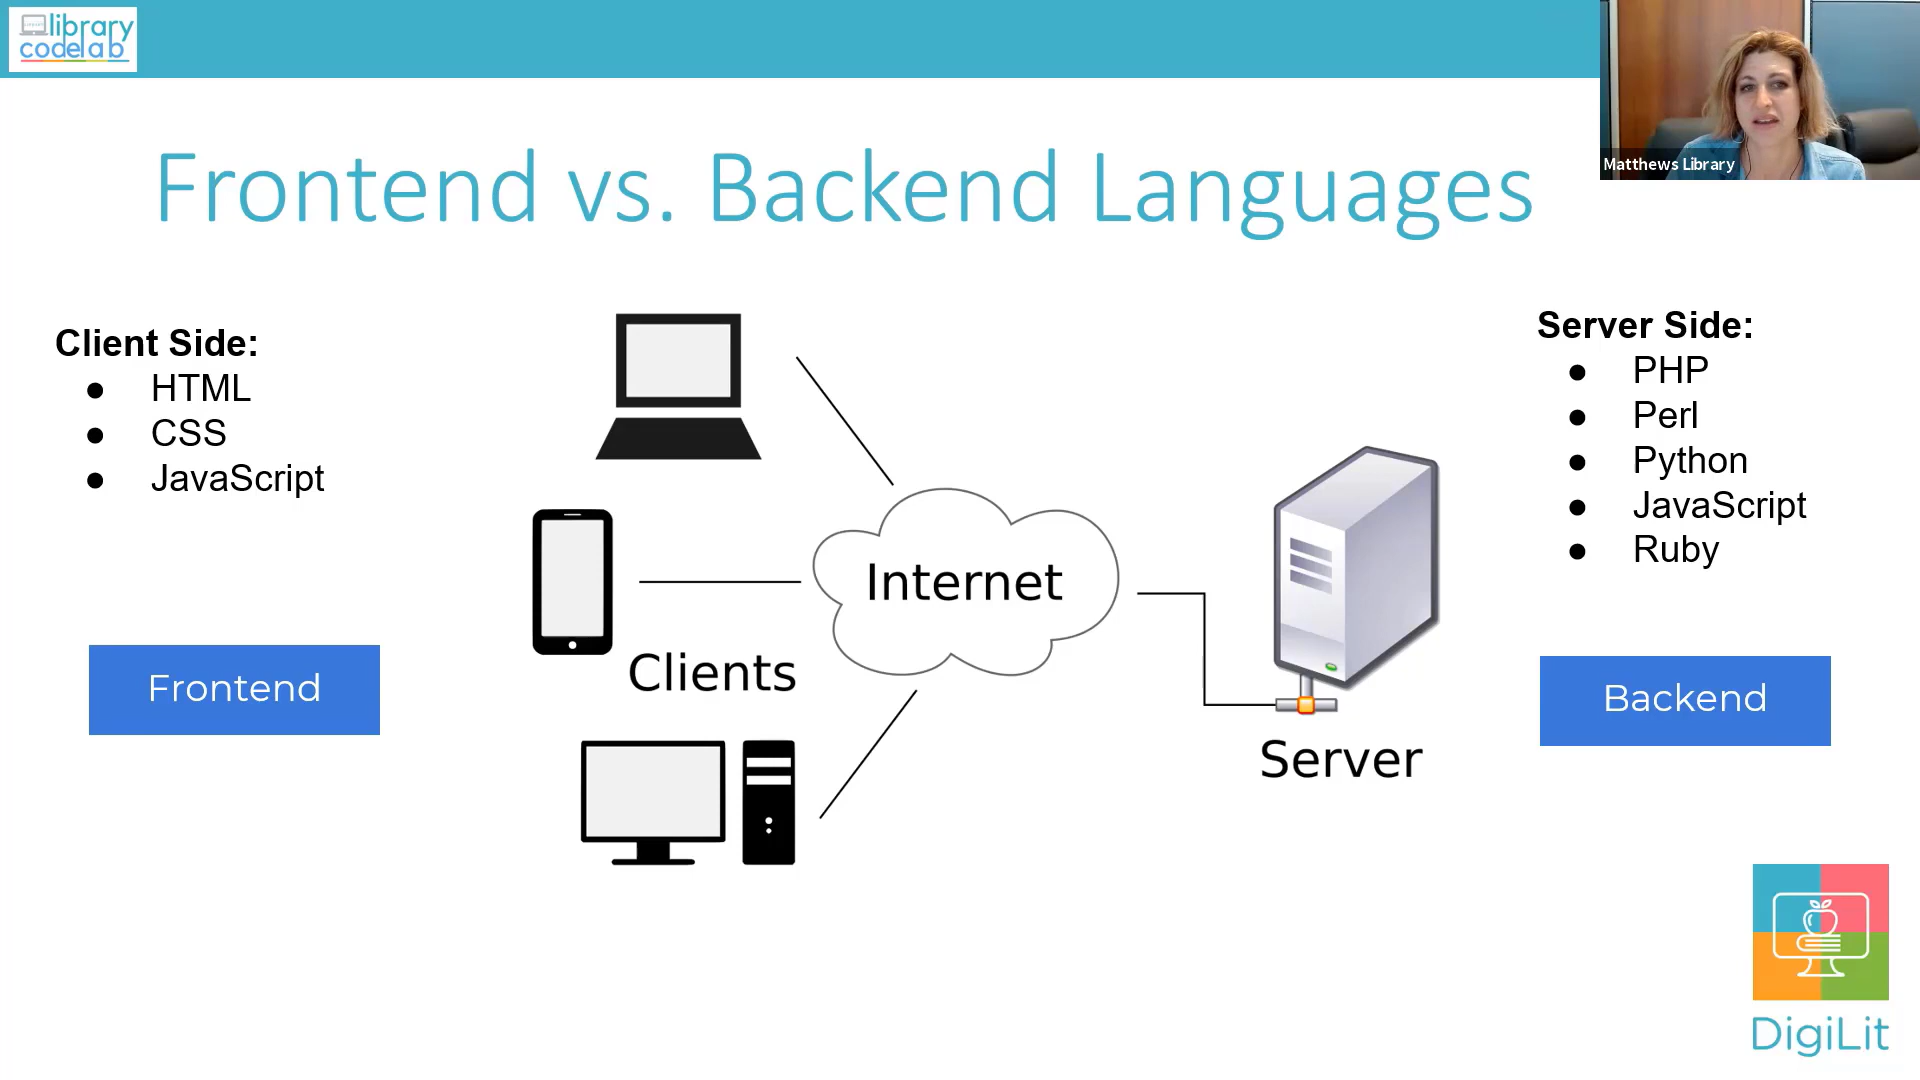 library
codelab
Matthews Library
Frontend vs. Backend Languages
Client Side:
● HTML
● CSS
● JavaScript
Frontend
Clients
Internet
Server
Server Side:
● PHP
● Perl
● Python
● JavaScript
● Ruby
Backend
DigiLit